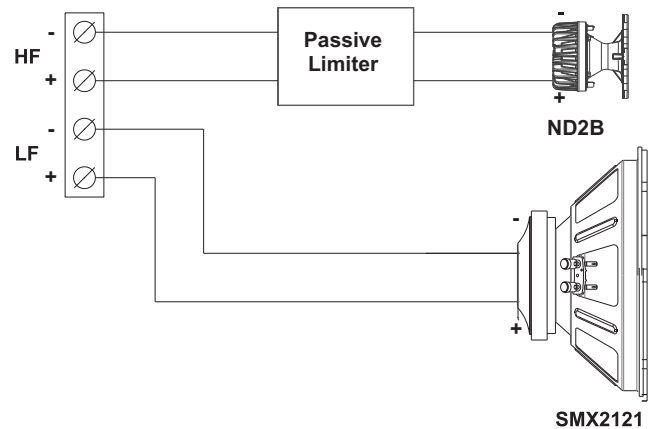 -
HF
+
-
LF
+
Passive
Limiter
-
+
ND2B
-
+
SMX2121